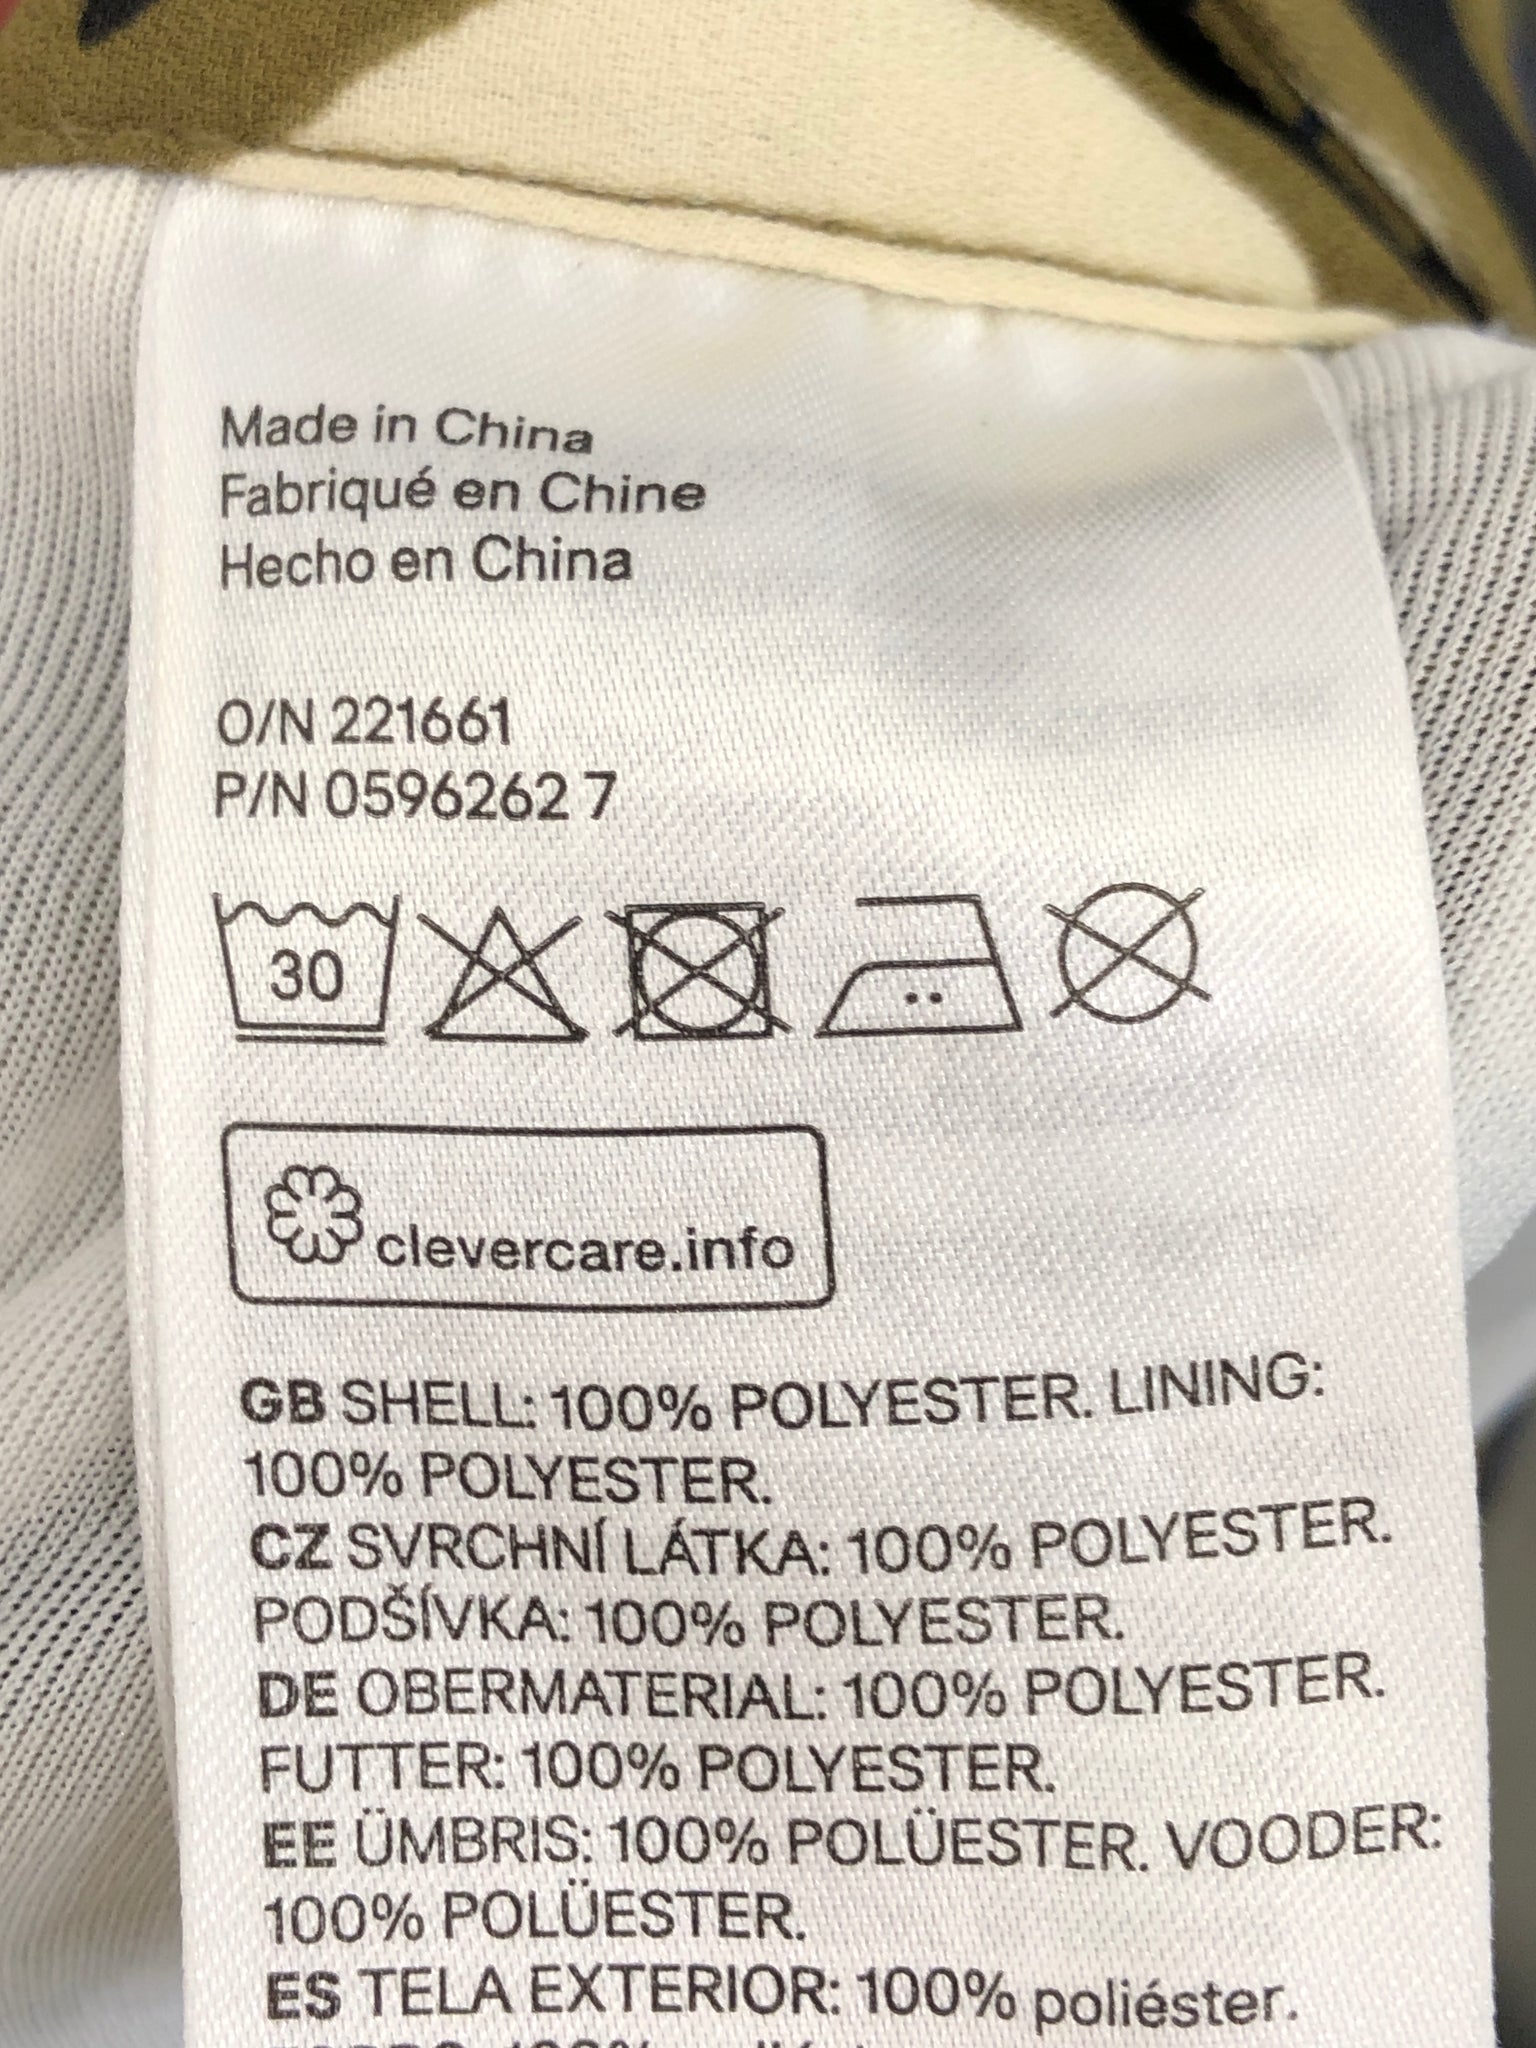 Made in China
Fabriqué en Chine
Hecho en China
O/N 221661
P/N 0596262 7
30
clevercare.info
GB SHELL: 100% POLYESTER. LINING:
100% POLYESTER.
CZ SVRCHNÍ LÁTKA: 100% POLYESTER.
PODŠÍVKA: 100% POLYESTER.
DE OBERMATERIAL: 100% POLYESTER.
FUTTER: 100% POLYESTER.
EE ÜMBRIS: 100% POLÜESTER. VOODER:
100% POLÜESTER.
ES TELA EXTERIOR: 100% poliéster.